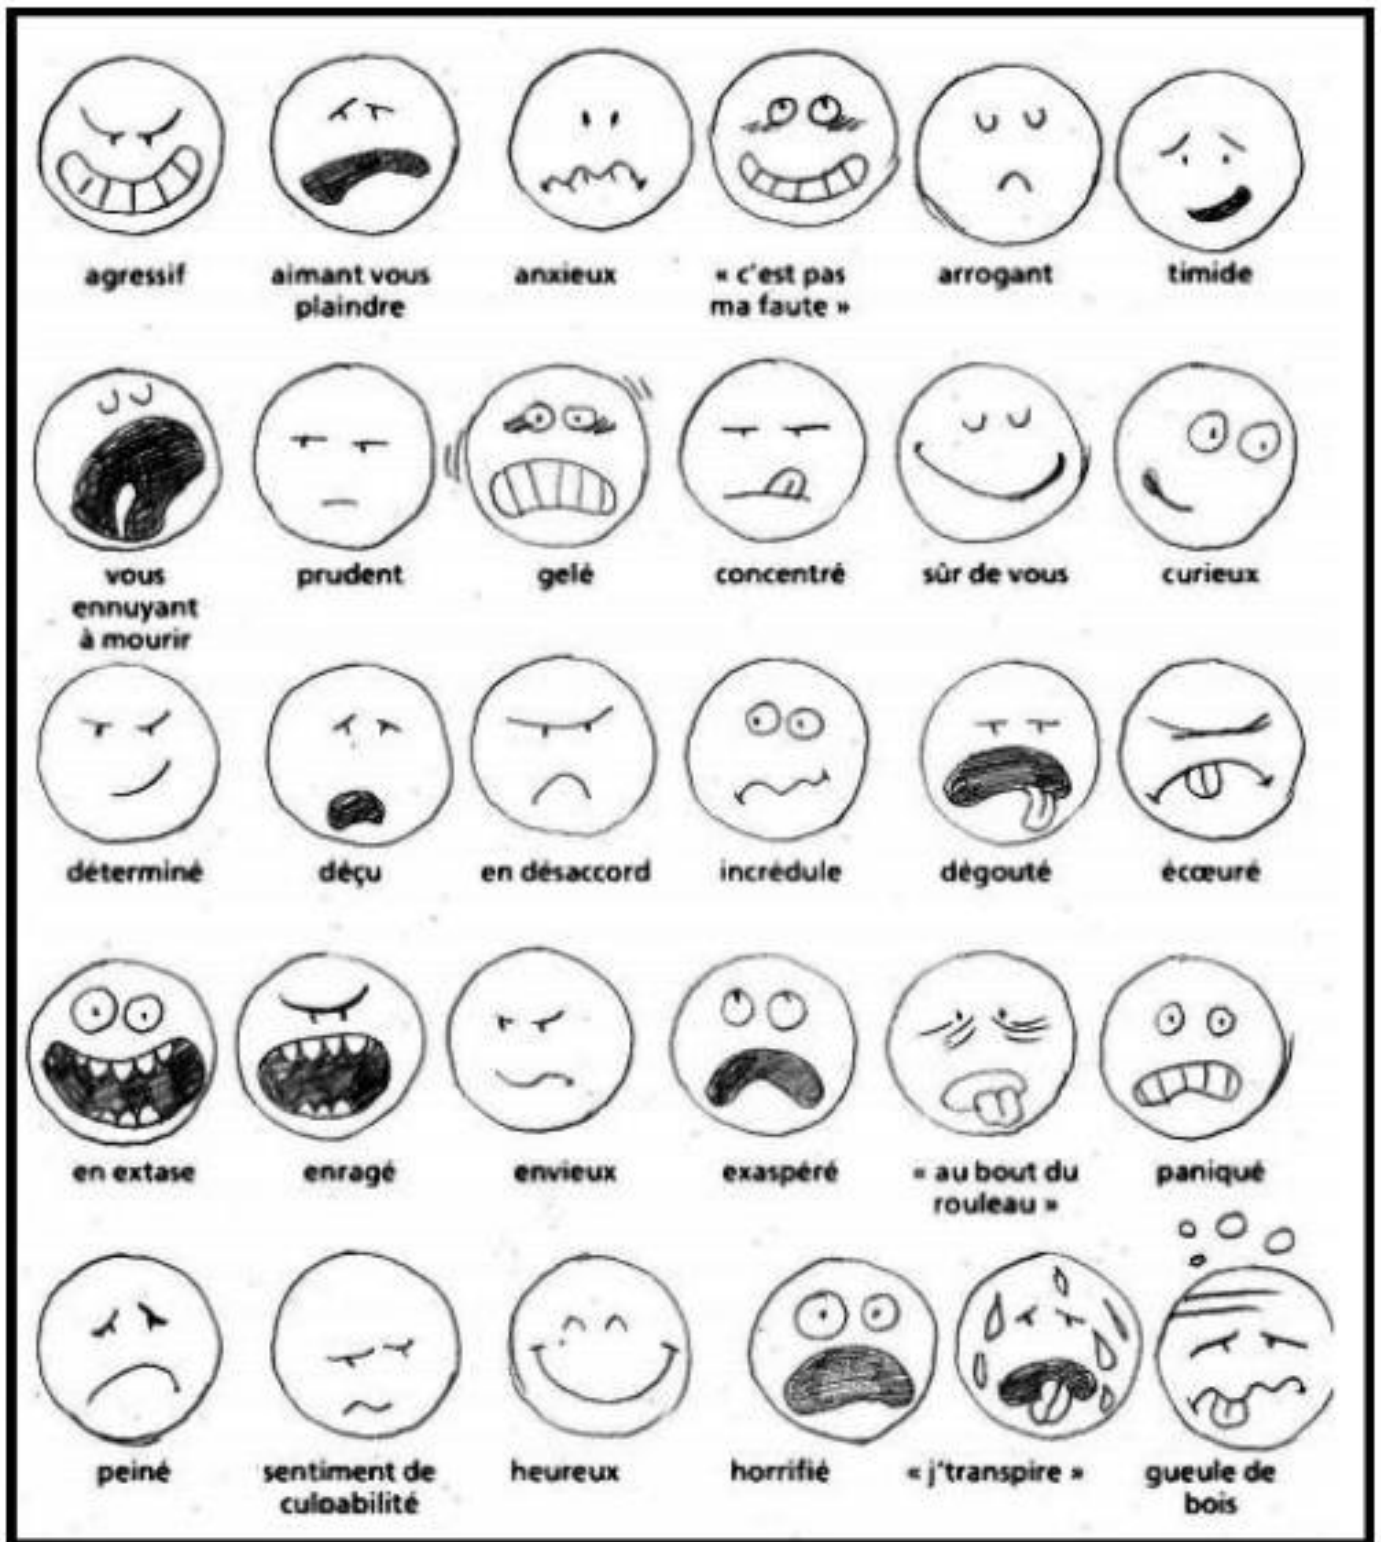 agressif
aimant vous
plaindre
anxieux
« c'est pas
ma faute »
arrogant
timide
vous
ennuyant
à mourir
prudent
gelé
concentré
sûr de vous
curieux
déterminé
déçu
en désaccord
incrédule
dégouté
écœuré
en extase
enragé
envieux
exaspéré
« au bout du
rouleau »
paniqué
peiné
sentiment de
culpabilité
heureux
horrifié
« j'transpire »
gueule de
bois